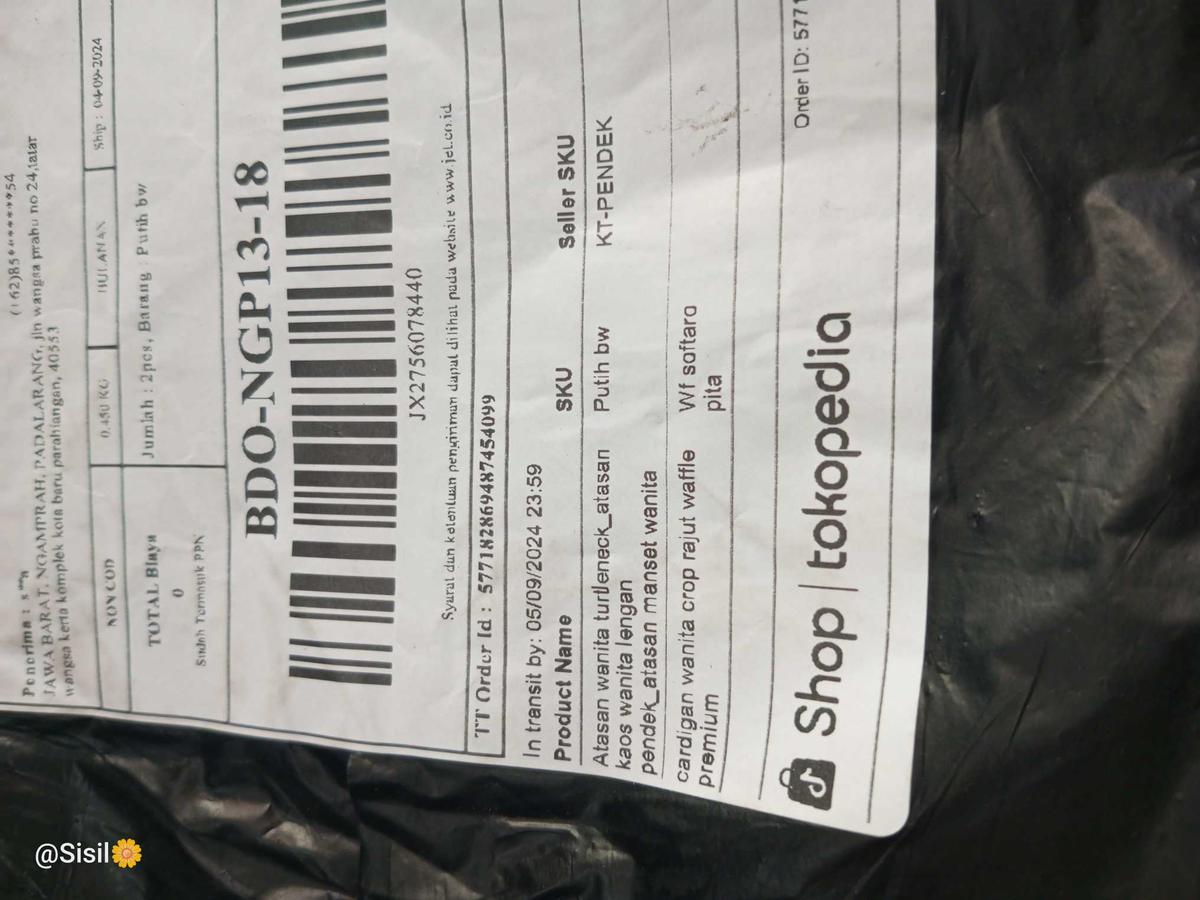 (+62)85*******54
Penerima : s***n
JAWA BARAT, NGAMPRAH, PADALARANG, jln wangsa prahu no 24,tatar
wangsa kerta komplek kota baru parahiangan, 40553
NON COD
0.450 KG
BULANAN
Ship : 04-09-2024
TOTAL Biaya
0
Sudah Termasuk PPN
Jumlah : 2pcs, Barang : Putih bw
BDO-NGP13-18
JX2756078440
Syarat dan ketentuan pengiriman dapat dilihat pada website www.jet.co.id
TT Order Id : 577182869487454099
In transit by: 05/09/2024 23:59
Product Name SKU Seller SKU
Atasan wanita turtleneck_atasan Putih bw KT-PENDEK
kaos wanita lengan
pendek_atasan manset wanita
cardigan wanita crop rajut waffle Wf softaro
premium pita
Shop | tokopedia
Order ID: 5771
@Sisil